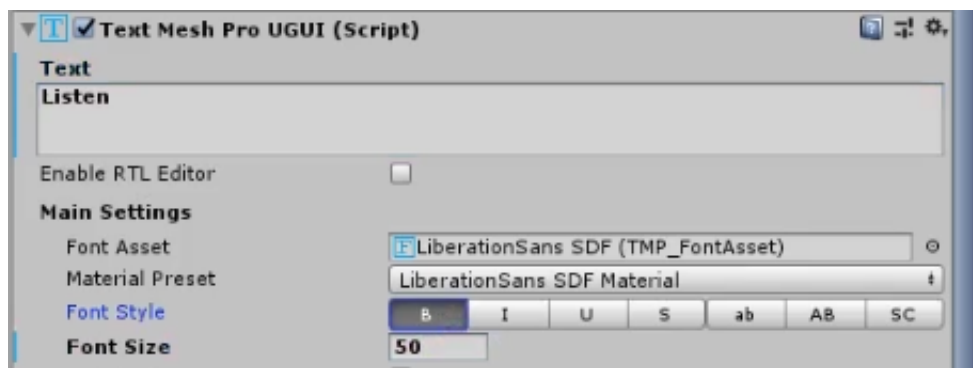 Text Mesh Pro UGUI (Script)
Text
Listen
Enable RTL Editor
Main Settings
Font Asset F LiberationSans SDF (TMP_FontAsset)
Material Preset LiberationSans SDF Material
Font Style B I U S ab AB SC
Font Size 50